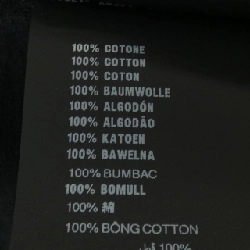 100% COTONE
100% COTTON
100% COTON
100% BAUMWOLLE
100% ALGODÓN
100% ALGODÃO
100% KATOEN
100% BAWEŁNA
100% BUMBAC
100% BOMULL
100% 綿
100% BÔNG COTTON
100%